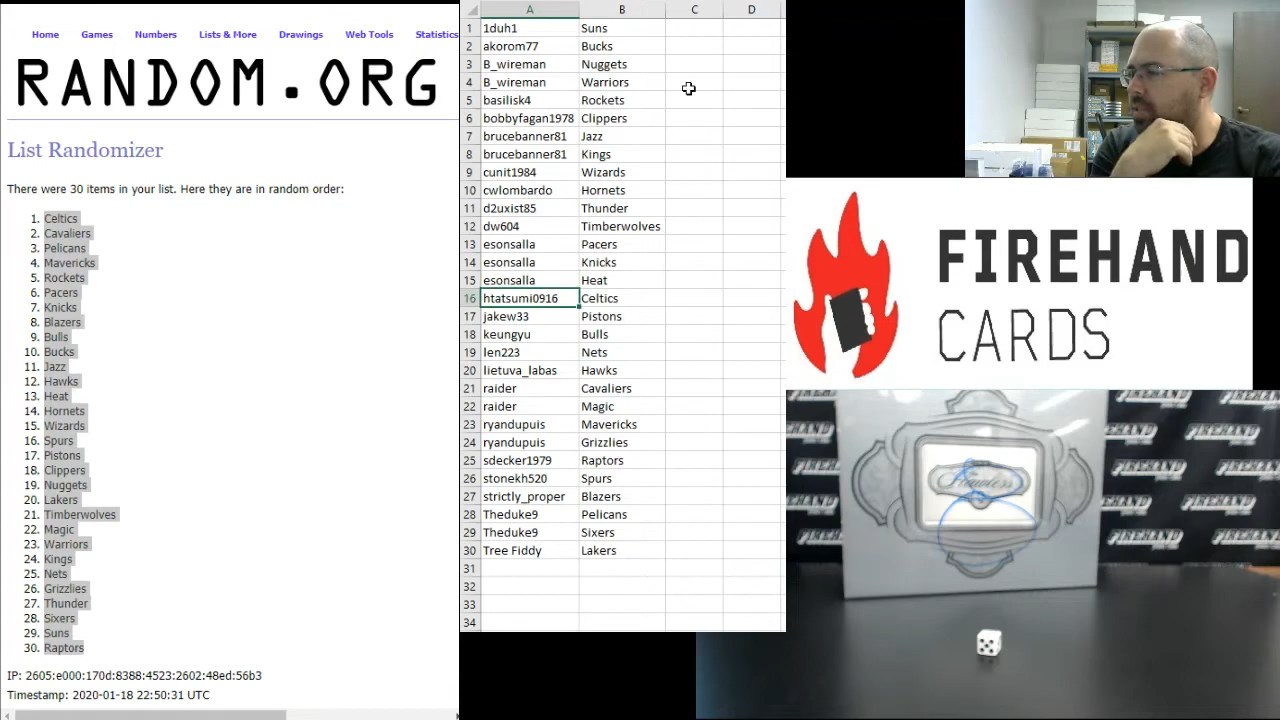 Home Games Numbers Lists & More Drawings Web Tools Statistics
RANDOM.ORG
List Randomizer
There were 30 items in your list. Here they are in random order:
1. Celtics
2. Cavaliers
3. Pelicans
4. Mavericks
5. Rockets
6. Pacers
7. Knicks
8. Blazers
9. Bulls
10. Bucks
11. Jazz
12. Hawks
13. Heat
14. Hornets
15. Wizards
16. Spurs
17. Pistons
18. Clippers
19. Nuggets
20. Lakers
21. Timberwolves
22. Magic
23. Warriors
24. Kings
25. Nets
26. Grizzlies
27. Thunder
28. Sixers
29. Suns
30. Raptors
IP: 2605:e000:170d:8388:4523:2602:48ed:56b3
Timestamp: 2020-01-18 22:50:31 UTC
A B C D
1 1duh1 Suns
2 akorom77 Bucks
3 B_wireman Nuggets
4 B_wireman Warriors
5 basilisk4 Rockets
6 bobbyfagan1978 Clippers
7 brucebanner81 Jazz
8 brucebanner81 Kings
9 cunit1984 Wizards
10 cwlombardo Hornets
11 d2uxist85 Thunder
12 dw604 Timberwolves
13 esonsalla Pacers
14 esonsalla Knicks
15 esonsalla Heat
16 htatsumi0916 Celtics
17 jakew33 Pistons
18 keungyu Bulls
19 len223 Nets
20 lietuva_labas Hawks
21 raider Cavaliers
22 raider Magic
23 ryandupuis Mavericks
24 ryandupuis Grizzlies
25 sdecker1979 Raptors
26 stonekh520 Spurs
27 strictly_proper Blazers
28 Theduke9 Pelicans
29 Theduke9 Sixers
30 Tree Fiddy Lakers
31
32
33
34
FIREHAND
CARDS
Flawless
FIREHAND
FIREHAND
FIREHAND
FIREHAND
FIREHAND
FIREHAND